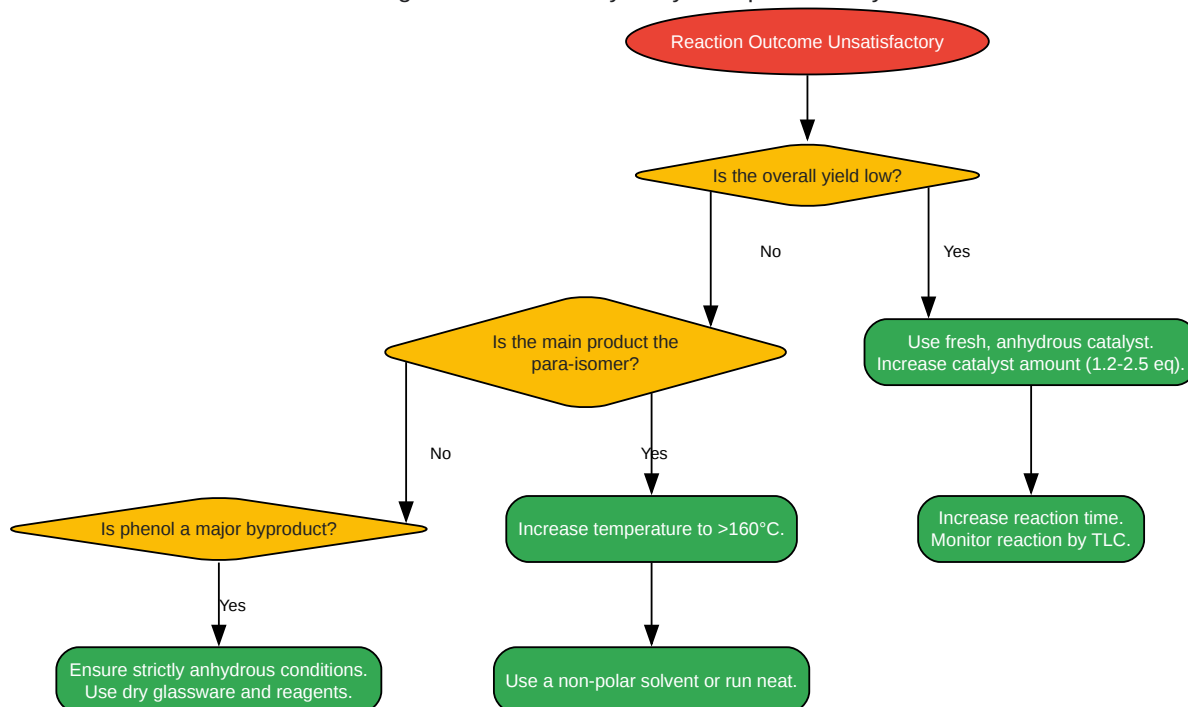 Reaction Outcome Unsatisfactory
Is the overall yield low?
No
Yes
Is the main product the
para-isomer?
Use fresh, anhydrous catalyst.
Increase catalyst amount (1.2-2.5 eq).
No
Yes
Is phenol a major byproduct?
Increase temperature to >160°C.
Increase reaction time.
Monitor reaction by TLC.
Yes
Ensure strictly anhydrous conditions.
Use dry glassware and reagents.
Use a non-polar solvent or run neat.